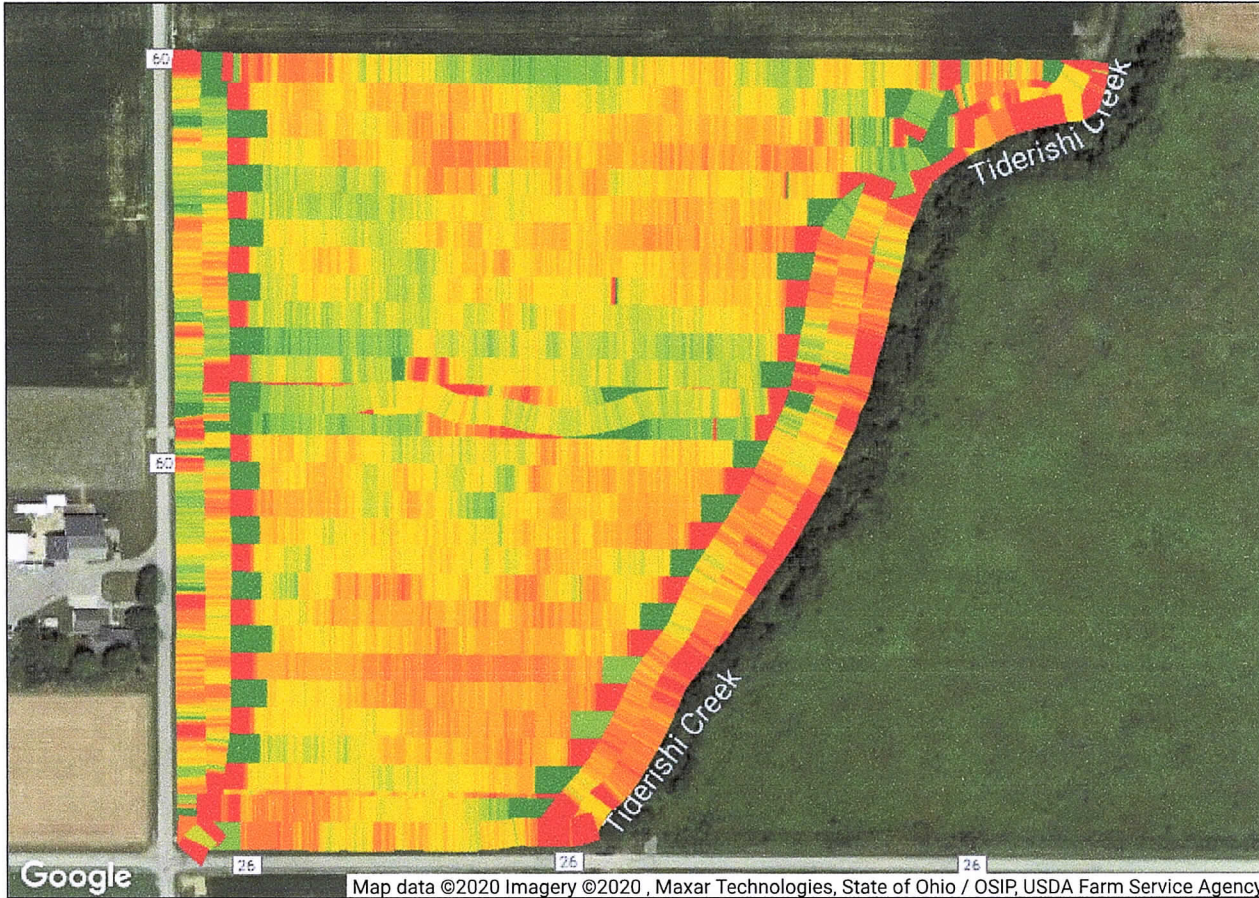 60
Tiderishi Creek
60
Tiderishi Creek
26
26
26
Google
Map data ©2020 Imagery ©2020 , Maxar Technologies, State of Ohio / OSIP, USDA Farm Service Agency